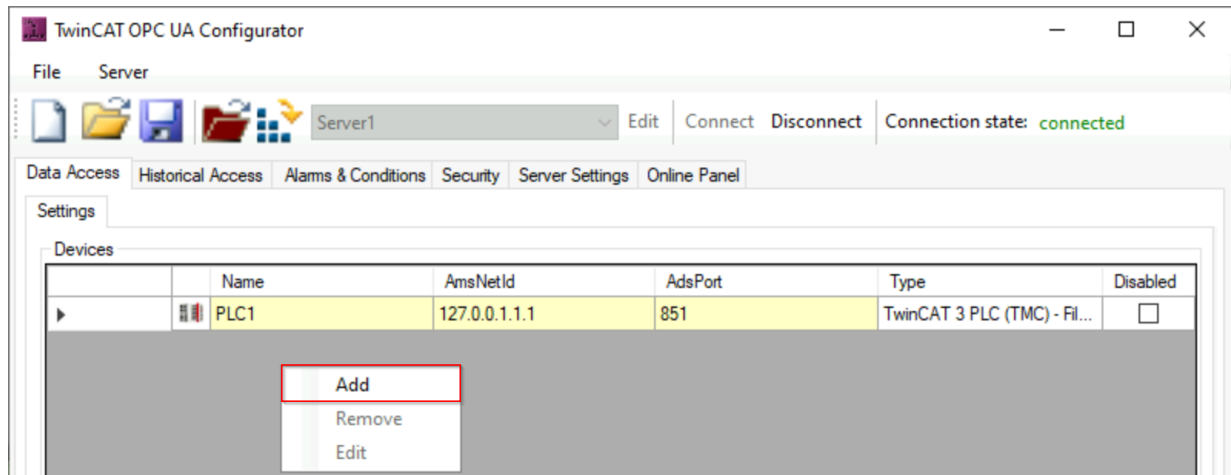 TwinCAT OPC UA Configurator
File Server
Server1 Edit Connect Disconnect Connection state: connected
Data Access Historical Access Alarms & Conditions Security Server Settings Online Panel
Settings
Devices
Name AmsNetId AdsPort Type Disabled
PLC1 127.0.0.1.1.1 851 TwinCAT 3 PLC (TMC) - Fil...
Add
Remove
Edit